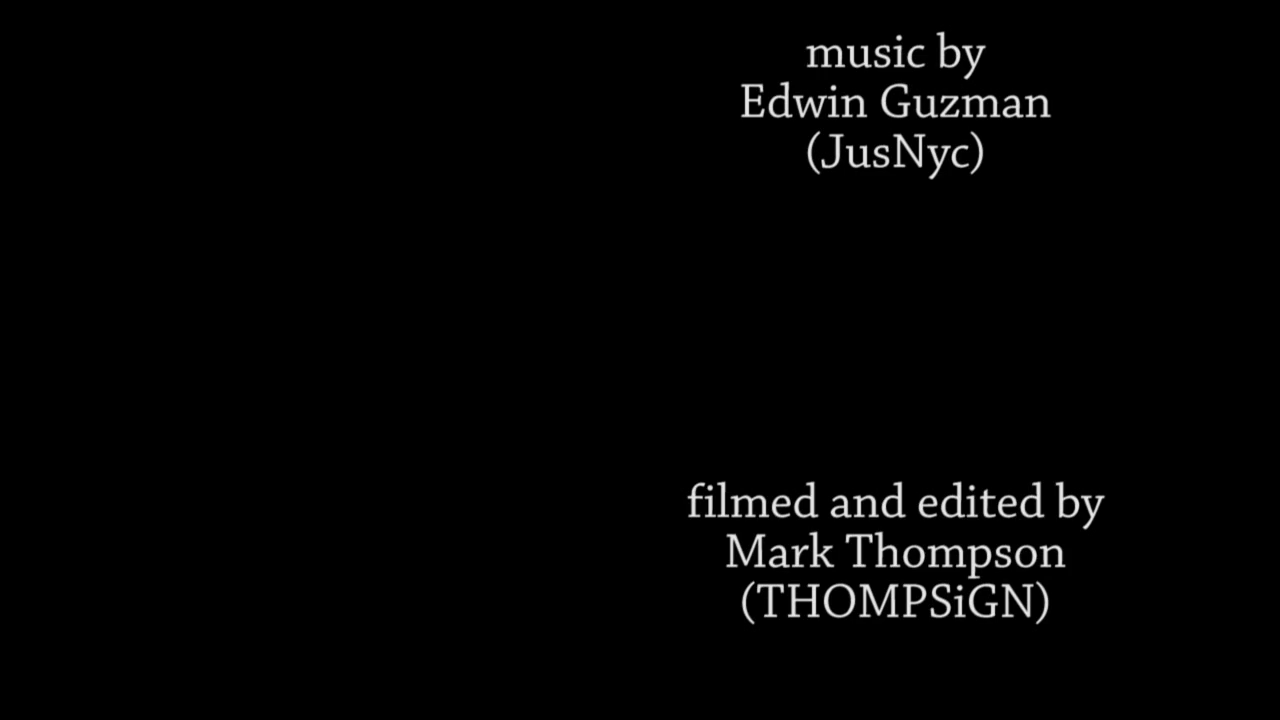 music by
Edwin Guzman
(JusNyc)
filmed and edited by
Mark Thompson
(THOMPSiGN)